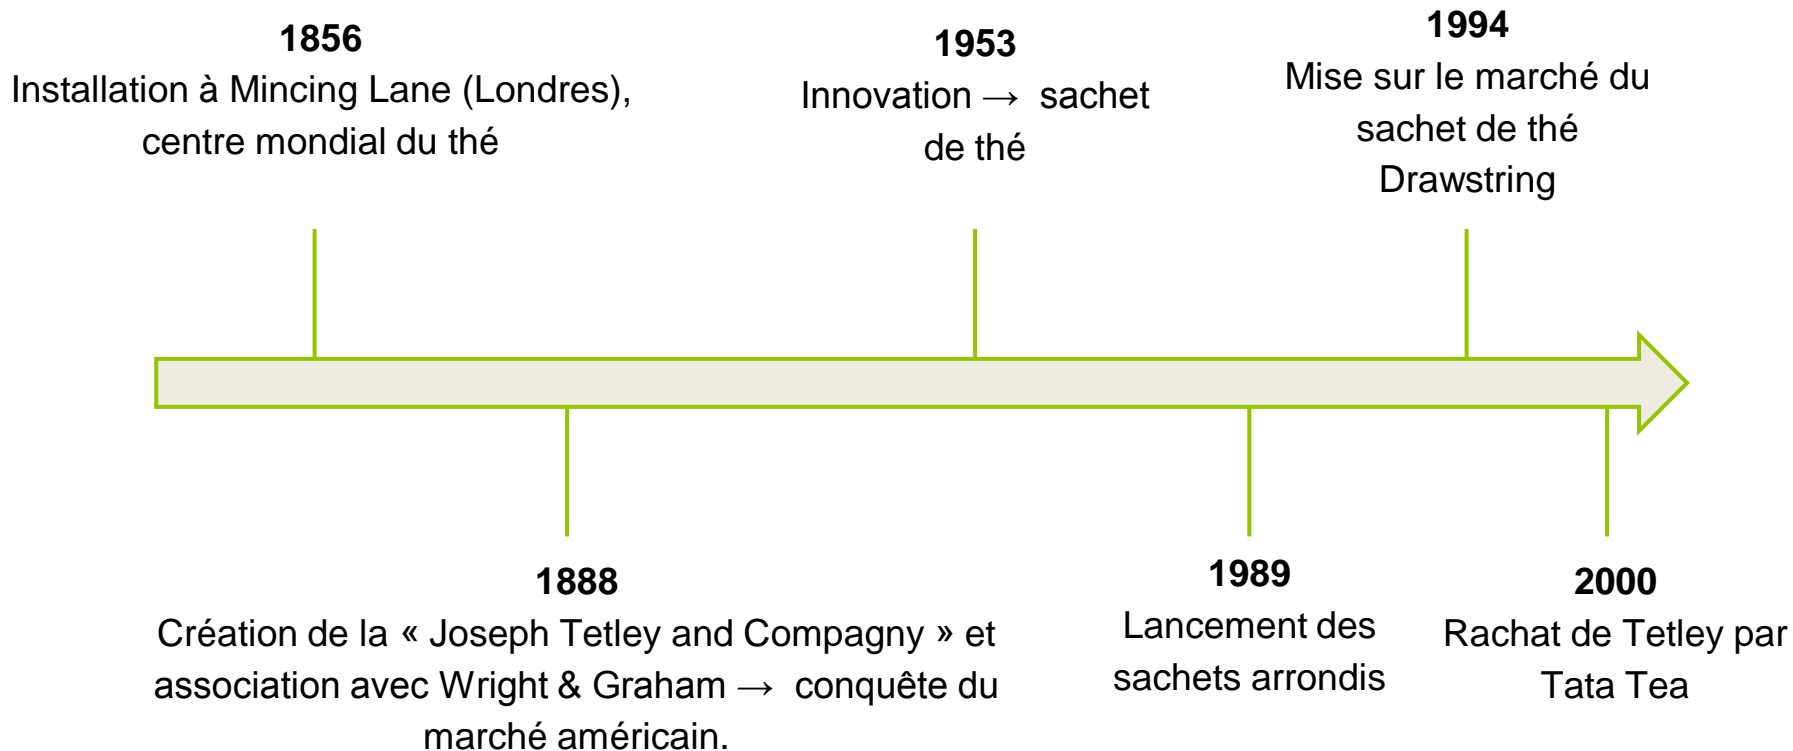 1856
Installation à Mincing Lane (Londres),
centre mondial du thé
1888
Création de la « Joseph Tetley and Compagny » et
association avec Wright & Graham → conquête du
marché américain.
1953
Innovation → sachet
de thé
1989
Lancement des
sachets arrondis
1994
Mise sur le marché du
sachet de thé
Drawstring
2000
Rachat de Tetley par
Tata Tea